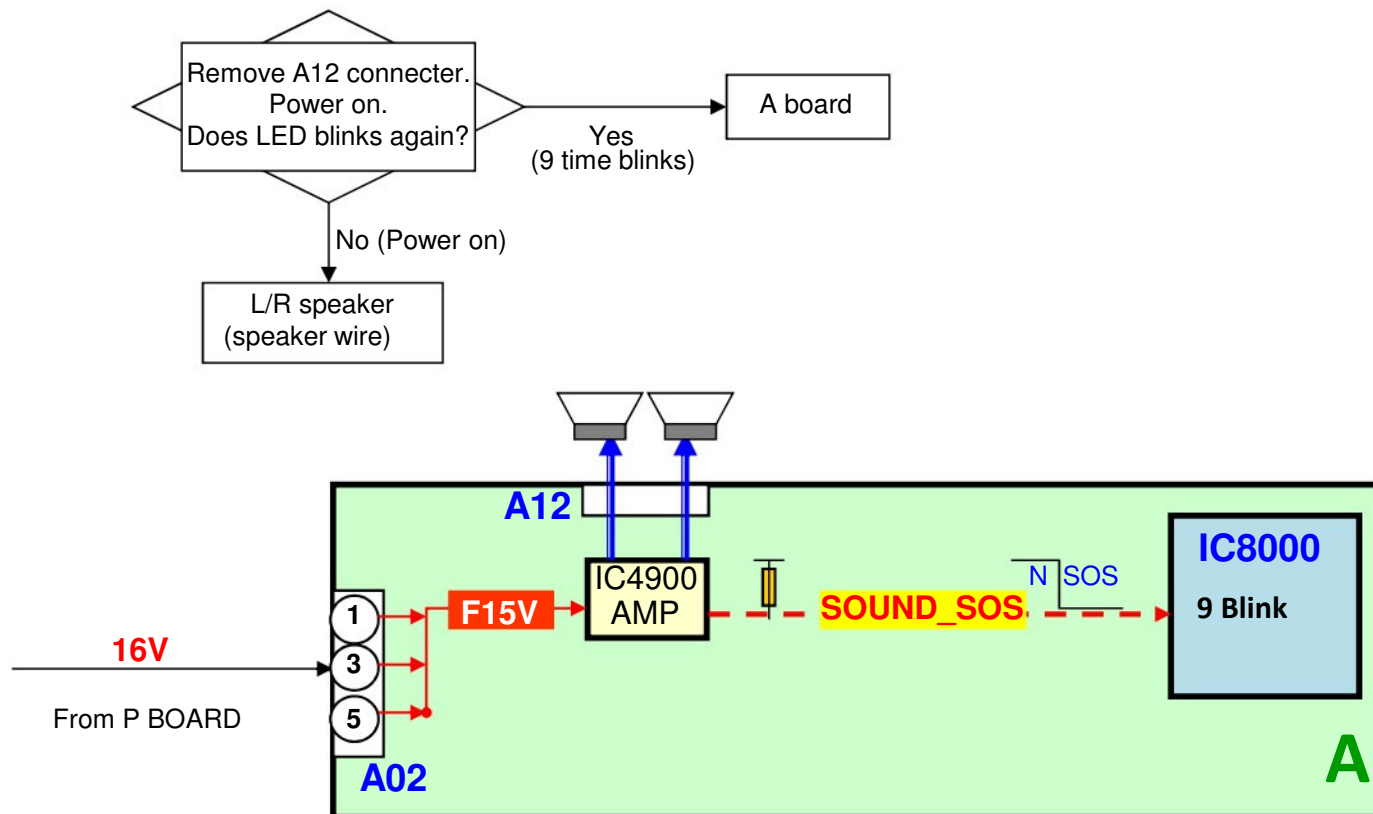 Remove A12 connecter.
Power on.
Does LED blinks again?
A board
Yes
(9 time blinks)
No (Power on)
L/R speaker
(speaker wire)
A12
IC8000
IC4900
AMP
N
SOS
F15V
SOUND_SOS
9 Blink
1
16V
3
From P BOARD
5
A02
A